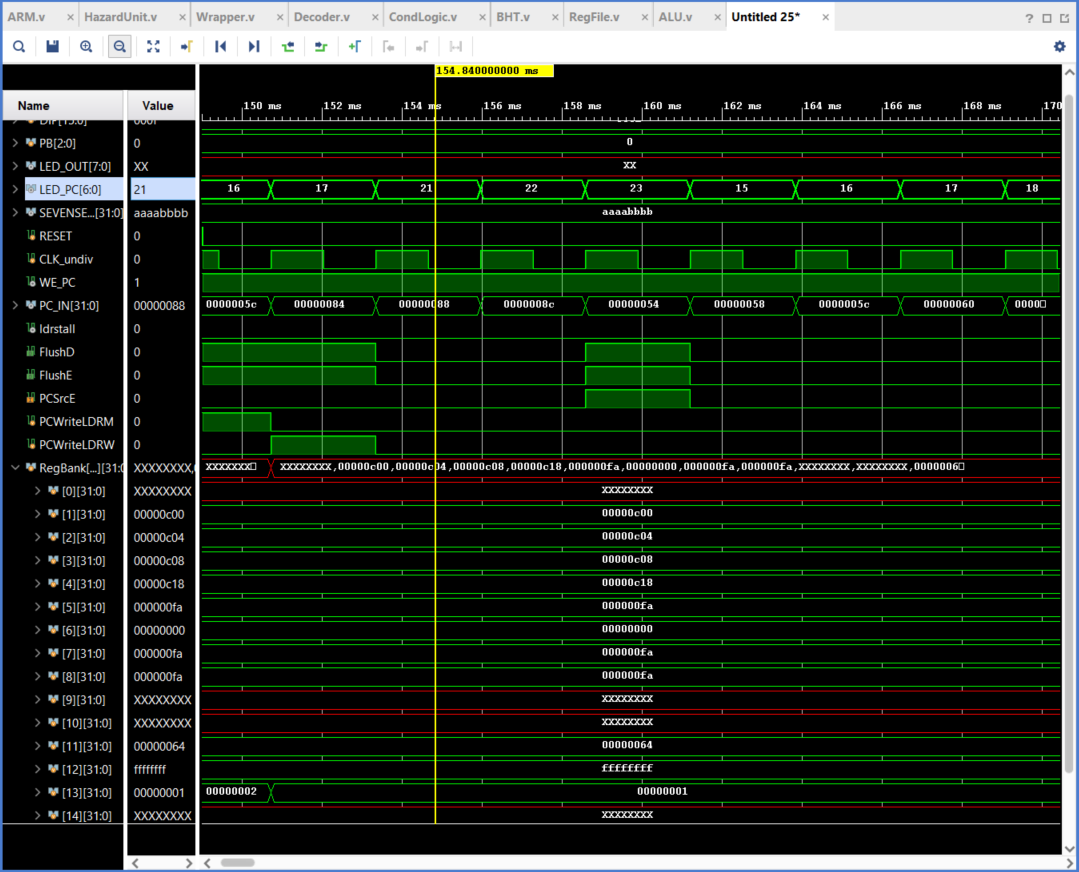 ARM.v × HazardUnit.v × Wrapper.v × Decoder.v × CondLogic.v × BHT.v × RegFile.v × ALU.v × Untitled 25* ×
154.840000000 ms
Name Value 150 ms 152 ms 154 ms 156 ms 158 ms 160 ms 162 ms 164 ms 166 ms 168 ms 170
PB[2:0] 0 0
LED_OUT[7:0] XX XX
LED_PC[6:0] 21 16 17 21 22 23 15 16 17 18
SEVENSE...[31:0] aaaabbbb aaaabbbb
RESET 0
CLK_undiv 0
WE_PC 1
PC_IN[31:0] 00000088 0000005c 00000084 00000088 0000008c 00000054 00000058 0000005c 00000060 0000
ldrstall 0
FlushD 0
FlushE 0
PCSrcE 0
PCWriteLDRM 0
PCWriteLDRW 0
RegBank[...][31:0 XXXXXXXX, XXXXXXX XXXXXXXX,00000c00,00000c04,00000c08,00000c18,000000fa,00000000,000000fa,000000fa,XXXXXXXX,XXXXXXXX,0000006
[0][31:0] XXXXXXXX XXXXXXXX
[1][31:0] 00000c00 00000c00
[2][31:0] 00000c04 00000c04
[3][31:0] 00000c08 00000c08
[4][31:0] 00000c18 00000c18
[5][31:0] 000000fa 000000fa
[6][31:0] 00000000 00000000
[7][31:0] 000000fa 000000fa
[8][31:0] 000000fa 000000fa
[9][31:0] XXXXXXXX XXXXXXXX
[10][31:0] XXXXXXXX XXXXXXXX
[11][31:0] 00000064 00000064
[12][31:0] ffffffff ffffffff
[13][31:0] 00000001 00000002 00000001
[14][31:0] XXXXXXXX XXXXXXXX